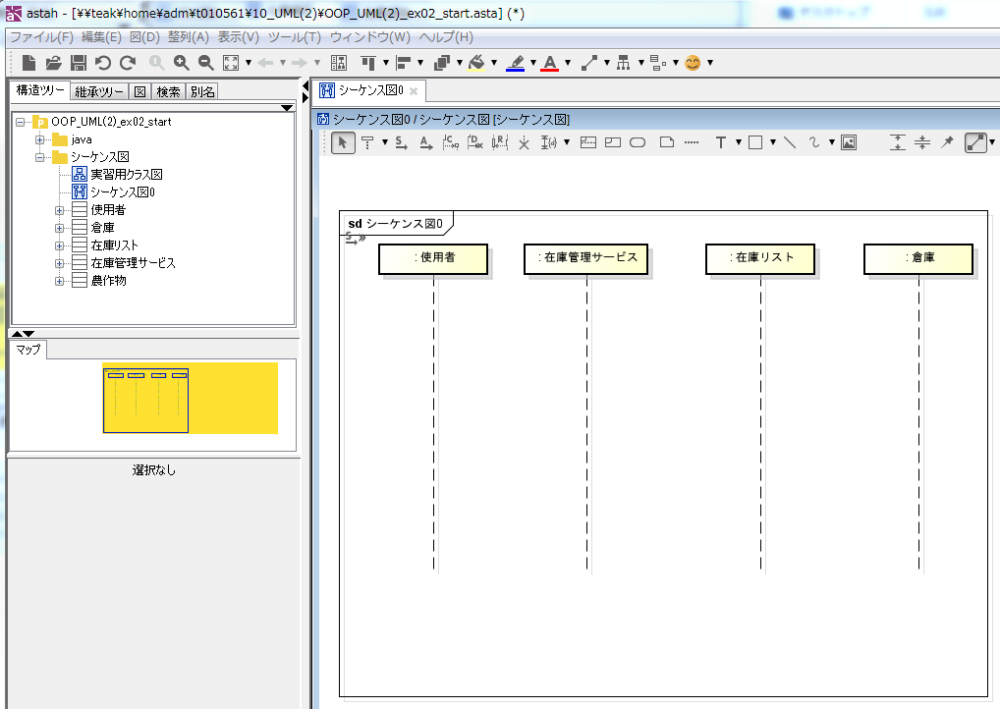 astah - [¥¥teak¥home¥adm¥t010561¥10_UML(2)¥OOP_UML(2)_ex02_start.asta] (*)
ファイル(F) 編集(E) 図(D) 整列(A) 表示(V) ツール(T) ウィンドウ(W) ヘルプ(H)
構造ツリー 継承ツリー 図 検索 別名
OOP_UML(2)_ex02_start
java
シーケンス図
実習用クラス図
シーケンス図0
使用者
倉庫
在庫リスト
在庫管理サービス
農作物
マップ
選択なし
シーケンス図0
シーケンス図0 / シーケンス図 [シーケンス図]
sd シーケンス図0
: 使用者
: 在庫管理サービス
: 在庫リスト
: 倉庫